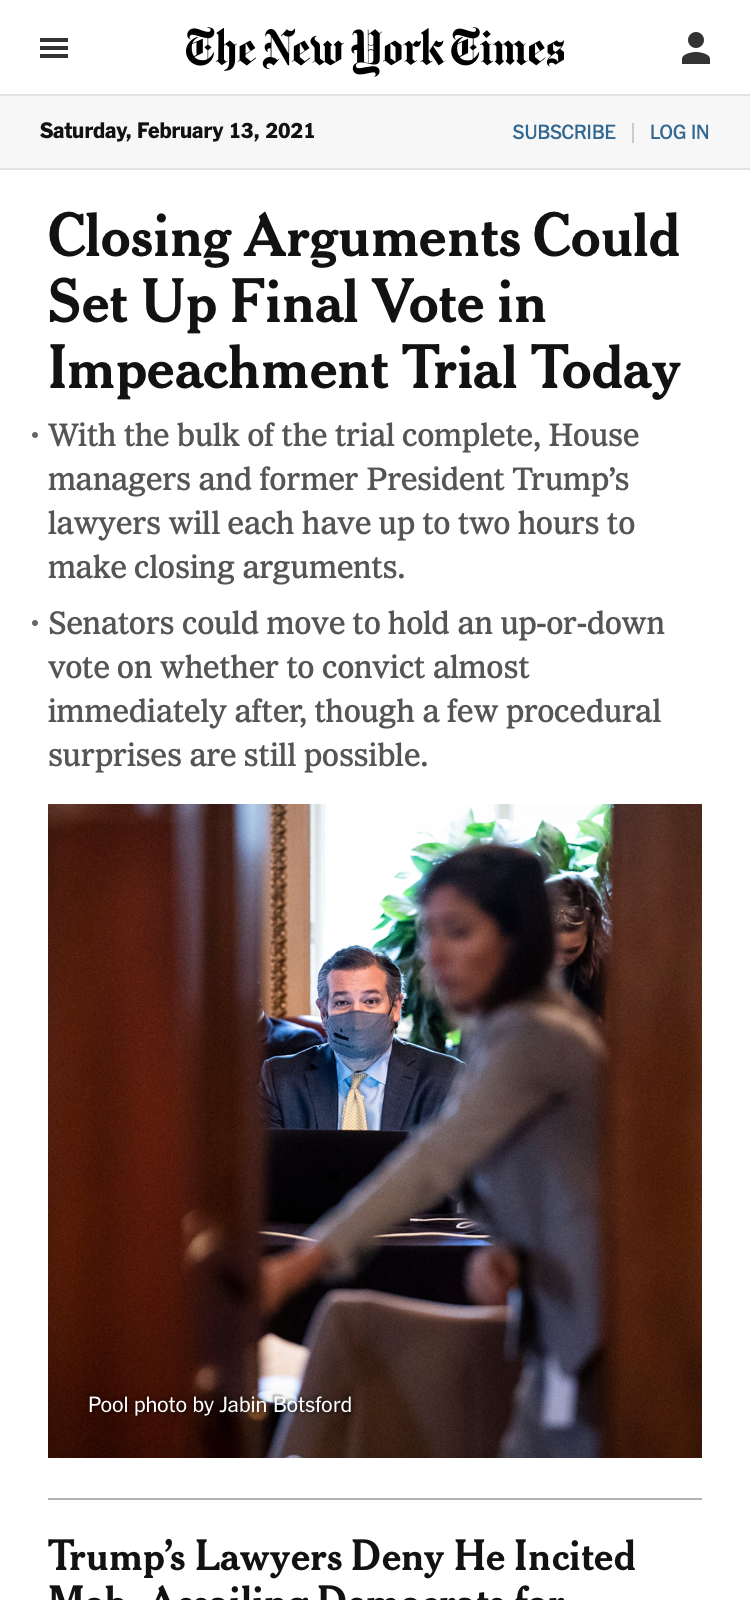 The New York Times
Saturday, February 13, 2021
SUBSCRIBE | LOG IN
Closing Arguments Could
Set Up Final Vote in
Impeachment Trial Today
• With the bulk of the trial complete, House
managers and former President Trump’s
lawyers will each have up to two hours to
make closing arguments.
• Senators could move to hold an up-or-down
vote on whether to convict almost
immediately after, though a few procedural
surprises are still possible.
Pool photo by Jabin Botsford
Trump’s Lawyers Deny He Incited
Mob, Assailing Democrats for